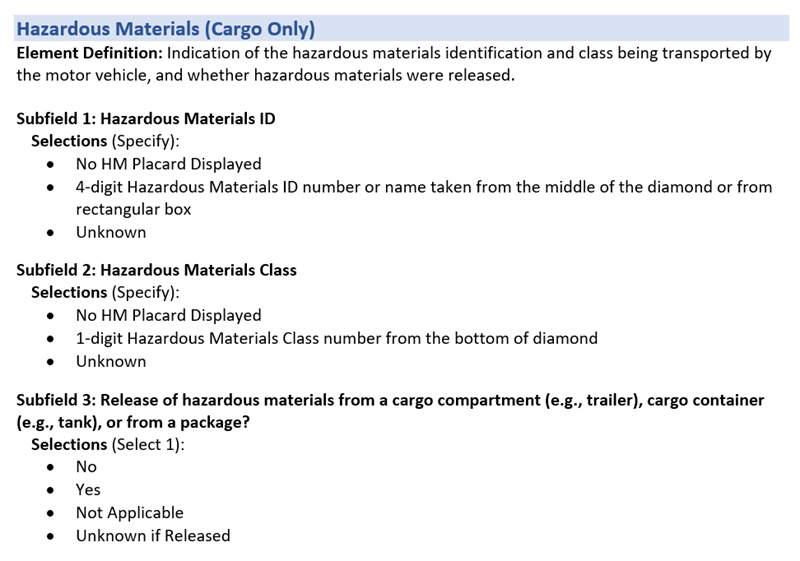 Hazardous Materials (Cargo Only)
Element Definition: Indication of the hazardous materials identification and class being transported by
the motor vehicle, and whether hazardous materials were released.
Subfield 1: Hazardous Materials ID
Selections (Specify):
• No HM Placard Displayed
• 4-digit Hazardous Materials ID number or name taken from the middle of the diamond or from
rectangular box
• Unknown
Subfield 2: Hazardous Materials Class
Selections (Specify):
• No HM Placard Displayed
• 1-digit Hazardous Materials Class number from the bottom of diamond
• Unknown
Subfield 3: Release of hazardous materials from a cargo compartment (e.g., trailer), cargo container
(e.g., tank), or from a package?
Selections (Select 1):
• No
• Yes
• Not Applicable
• Unknown if Released